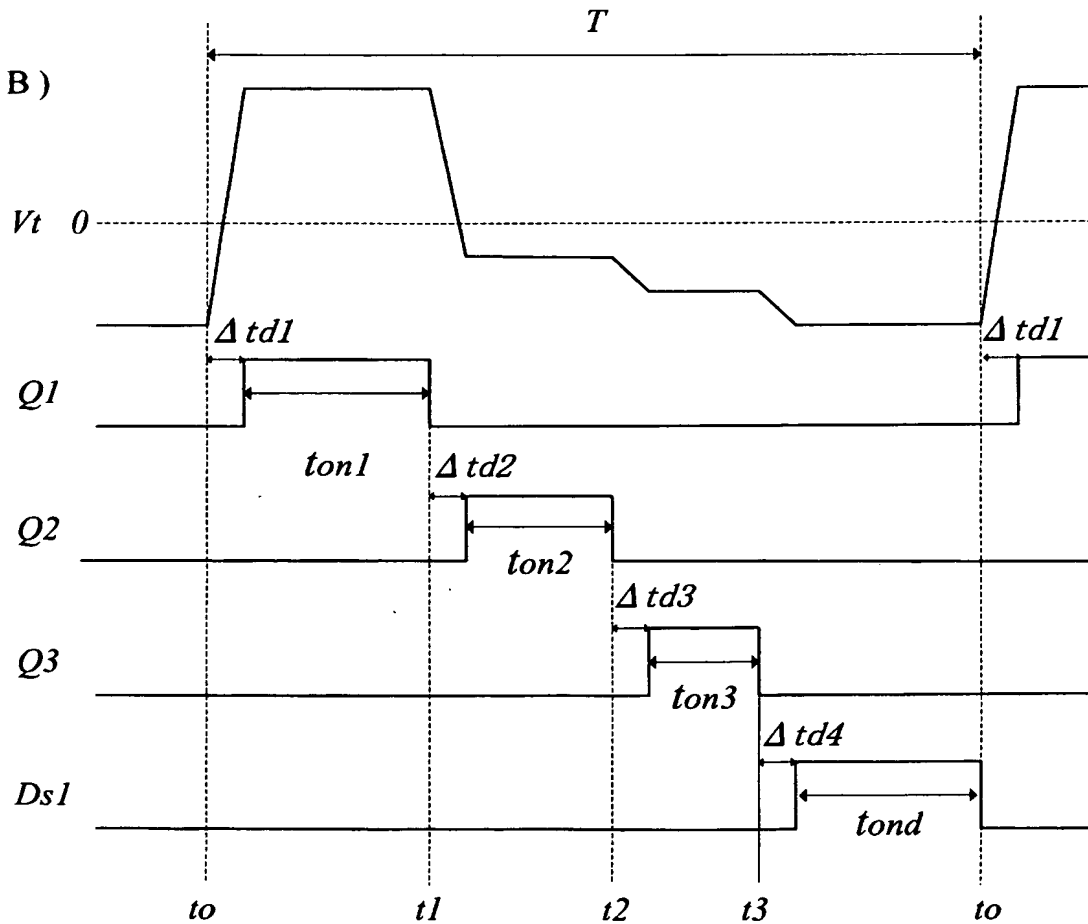 T
B )
Vt 0
Δ td1
Δ td1
Q1
ton1
Δ td2
Q2
ton2
Δ td3
Q3
ton3
Δ td4
Ds1
tond
to
t1
t2
t3
to